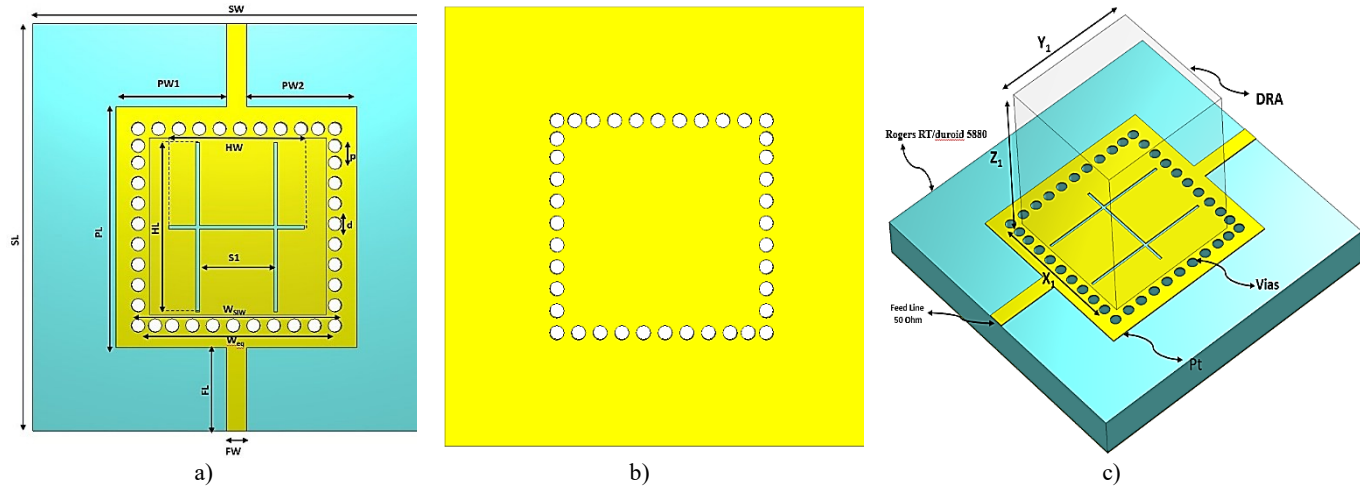 SW
PW1
PW2
HW
p
HL
d
PL
SL
S1
W_SIW
W_eq
FL
FW
a)
b)
Y1
DRA
Rogers RT/duroid 5880
Z1
X1
Vias
Feed Line
50 Ohm
Pt
c)